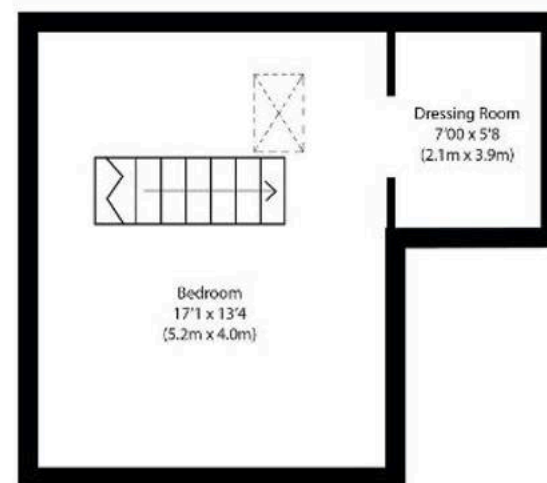 Dressing Room
7'00 x 5'8
(2.1m x 3.9m)
Bedroom
17'1 x 13'4
(5.2m x 4.0m)